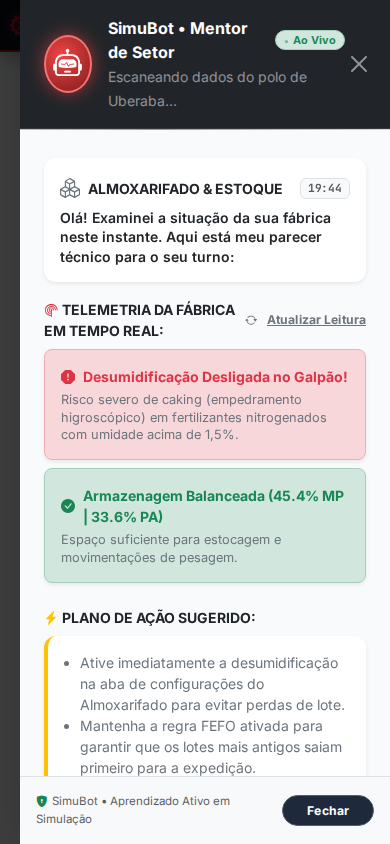 SimuBot • Mentor
de Setor
Ao Vivo
Escaneando dados do polo de
Uberaba...
ALMOXARIFADO & ESTOQUE
19:44
Olá! Examinei a situação da sua fábrica
neste instante. Aqui está meu parecer
técnico para o seu turno:
TELEMETRIA DA FÁBRICA
EM TEMPO REAL:
Atualizar Leitura
Desumidificação Desligada no Galpão!
Risco severo de caking (empedramento
higroscópico) em fertilizantes nitrogenados
com umidade acima de 1,5%.
Armazenagem Balanceada (45.4% MP
| 33.6% PA)
Espaço suficiente para estocagem e
movimentações de pesagem.
PLANO DE AÇÃO SUGERIDO:
• Ative imediatamente a desumidificação
na aba de configurações do
Almoxarifado para evitar perdas de lote.
• Mantenha a regra FEFO ativada para
garantir que os lotes mais antigos saiam
primeiro para a expedição.
SimuBot • Aprendizado Ativo em
Simulação
Fechar